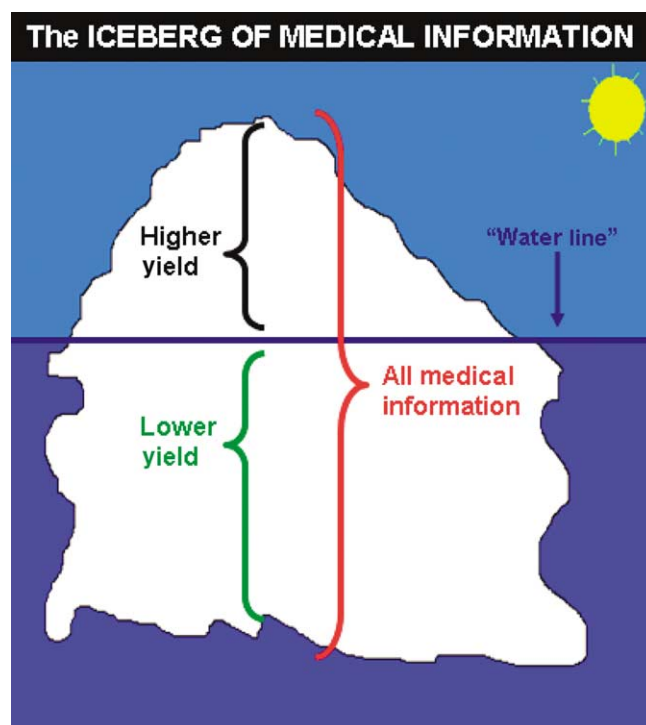 The ICEBERG OF MEDICAL INFORMATION
Higher
yield
“Water line”
All medical
information
Lower
yield